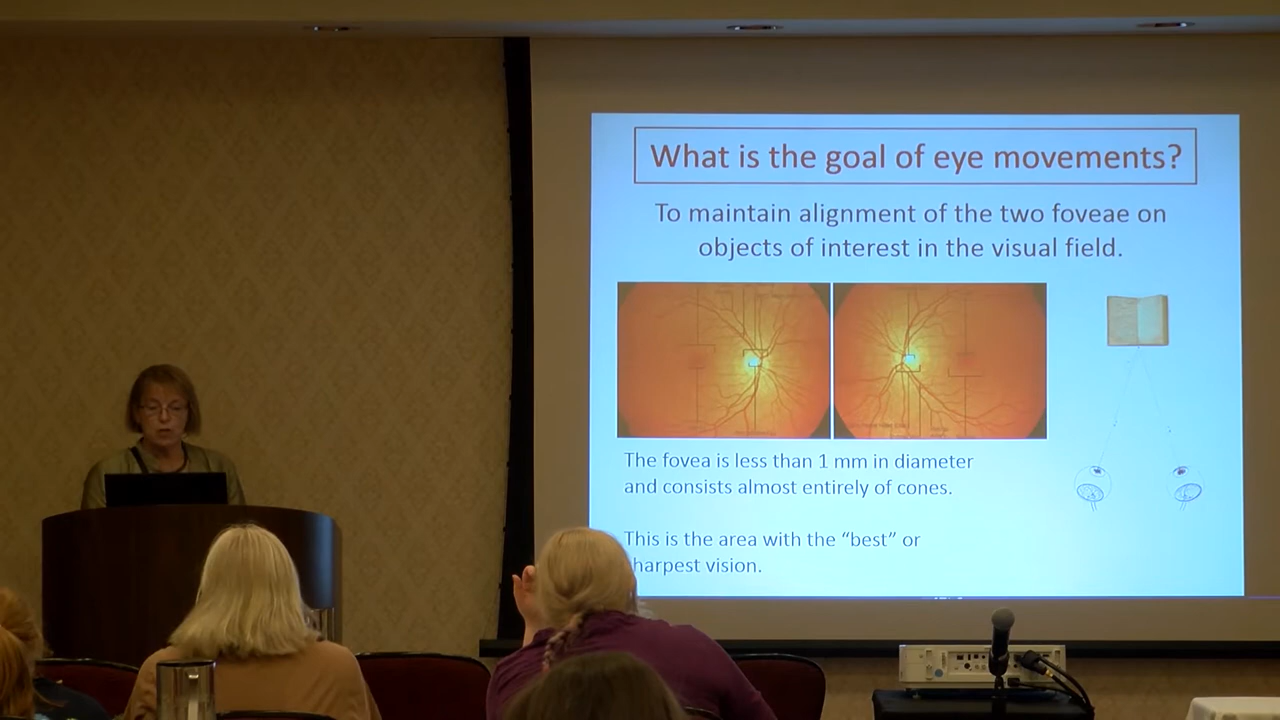 What is the goal of eye movements?
To maintain alignment of the two foveae on
objects of interest in the visual field.
The fovea is less than 1 mm in diameter
and consists almost entirely of cones.
This is the area with the “best” or
harpest vision.